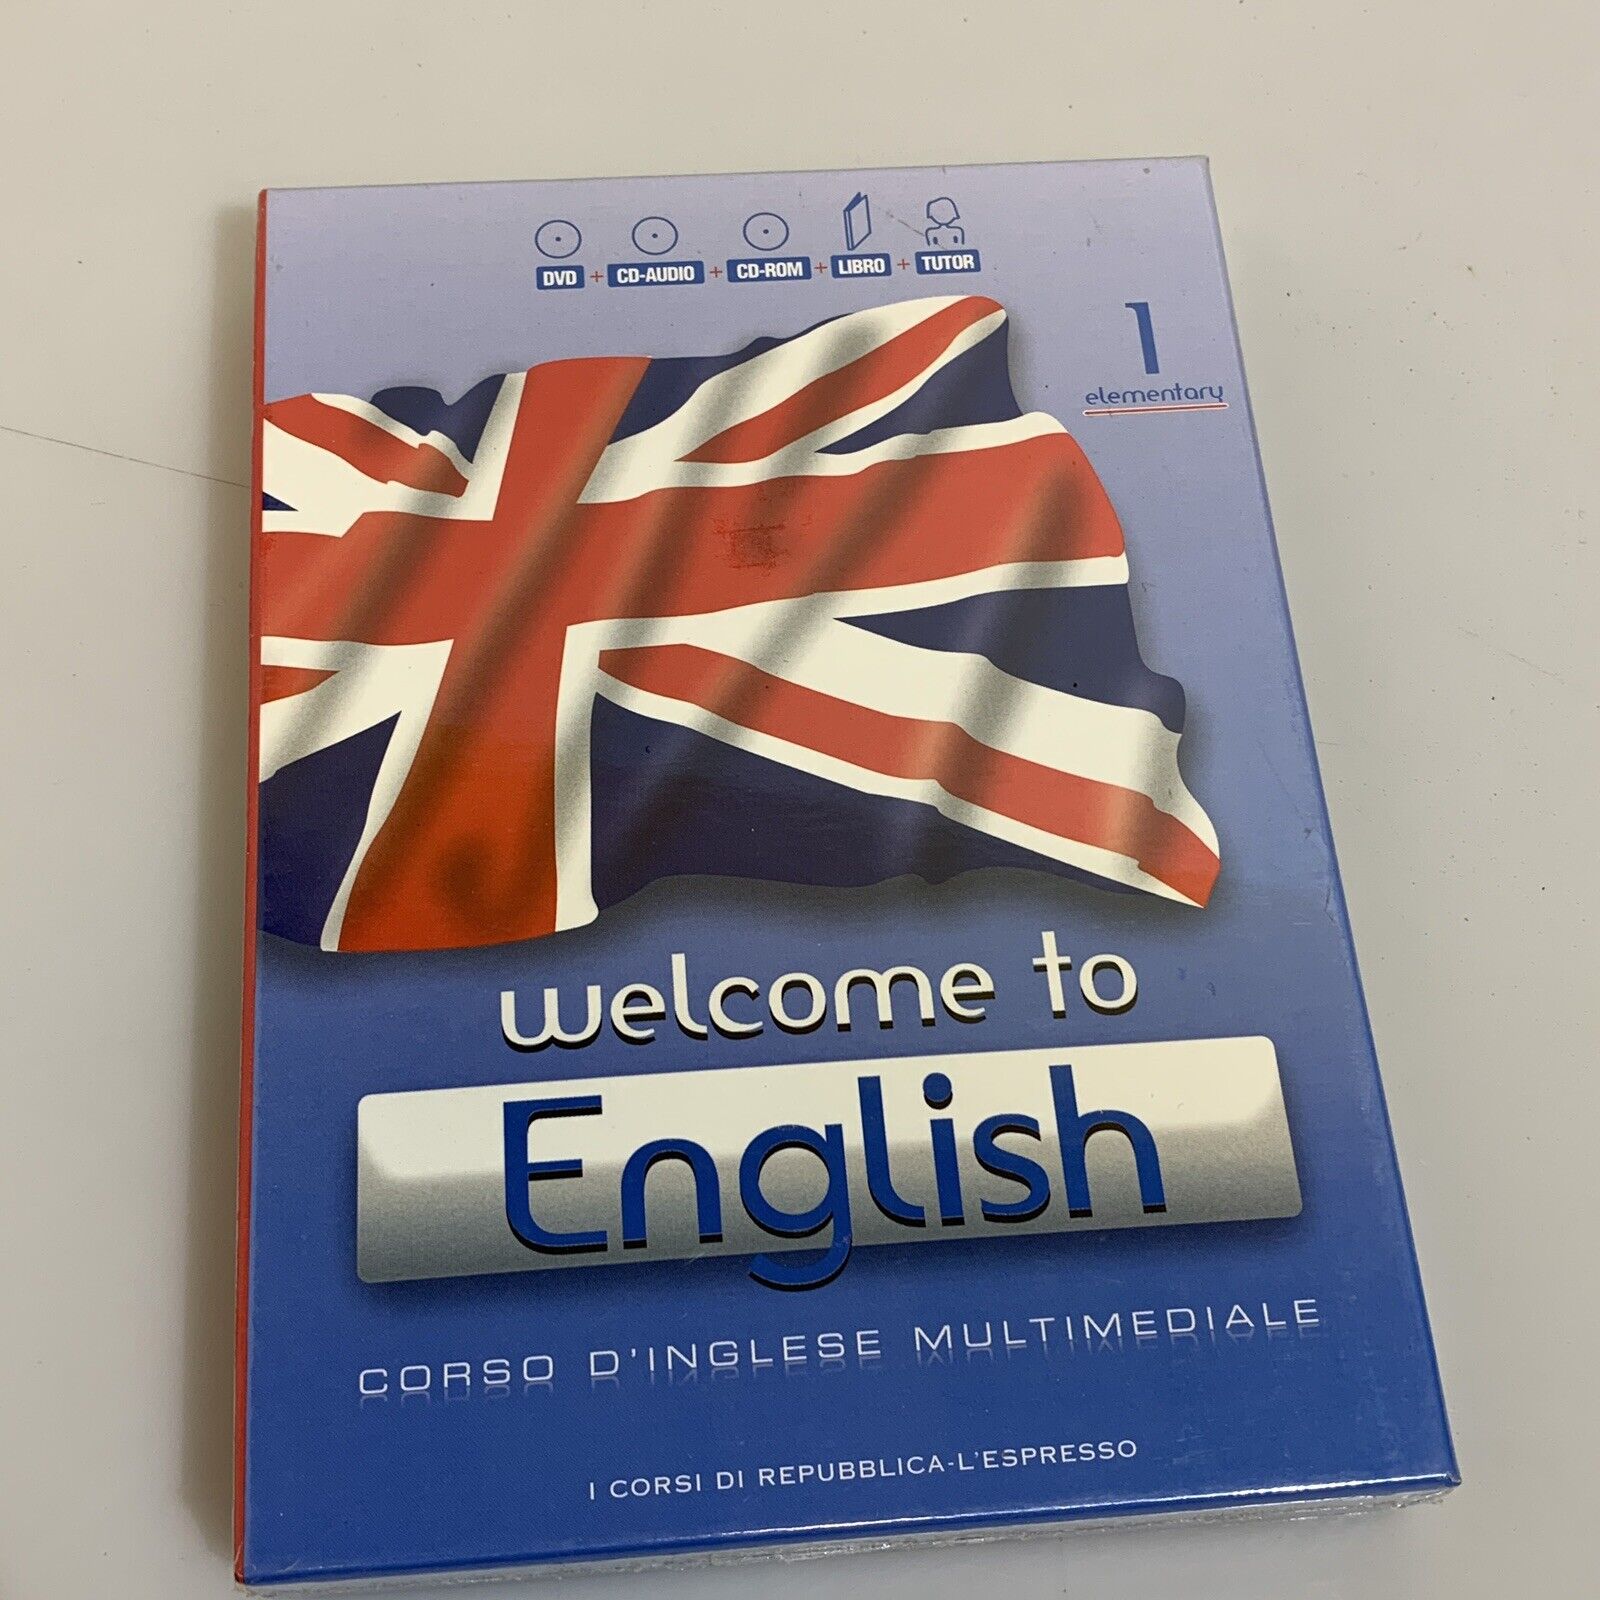 DVD + CD-AUDIO + CD-ROM + LIBRO + TUTOR
1
elementary
welcome to
English
CORSO D'INGLESE MULTIMEDIALE
I CORSI DI REPUBBLICA-L'ESPRESSO